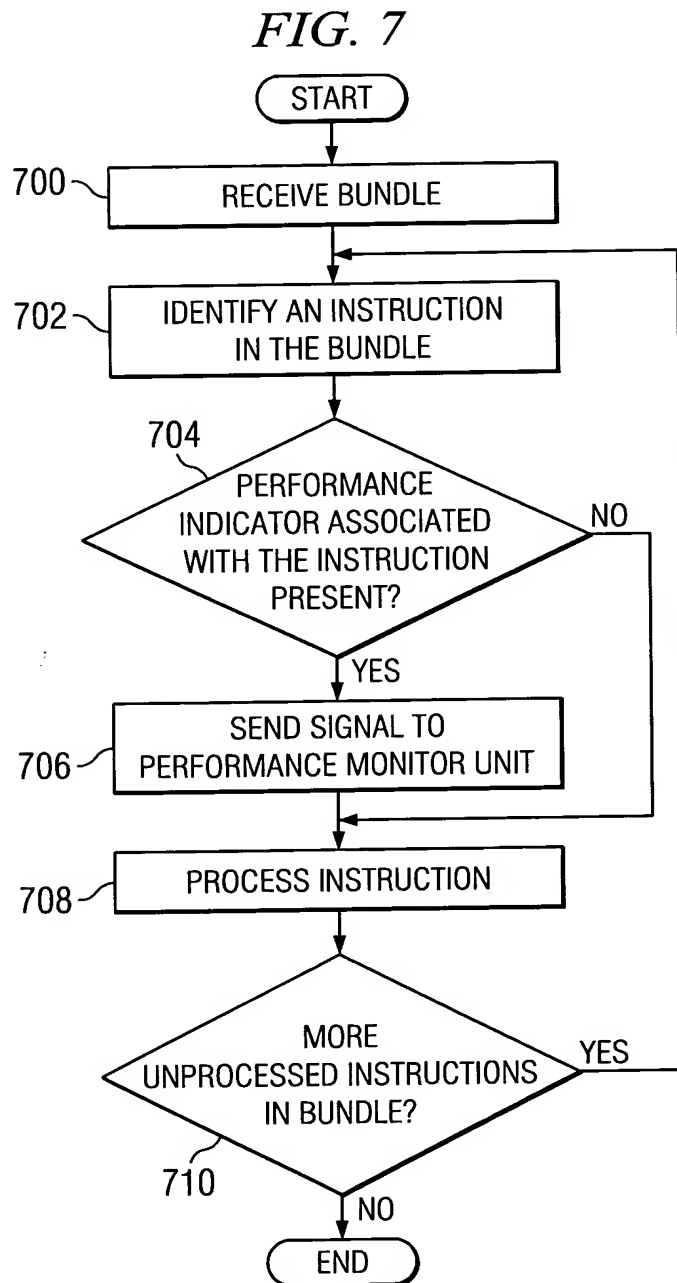 FIG. 7
START
700
RECEIVE BUNDLE
702
IDENTIFY AN INSTRUCTION
IN THE BUNDLE
704
PERFORMANCE
INDICATOR ASSOCIATED
WITH THE INSTRUCTION
PRESENT?
NO
YES
706
SEND SIGNAL TO
PERFORMANCE MONITOR UNIT
708
PROCESS INSTRUCTION
MORE
UNPROCESSED INSTRUCTIONS
IN BUNDLE?
YES
710
NO
END